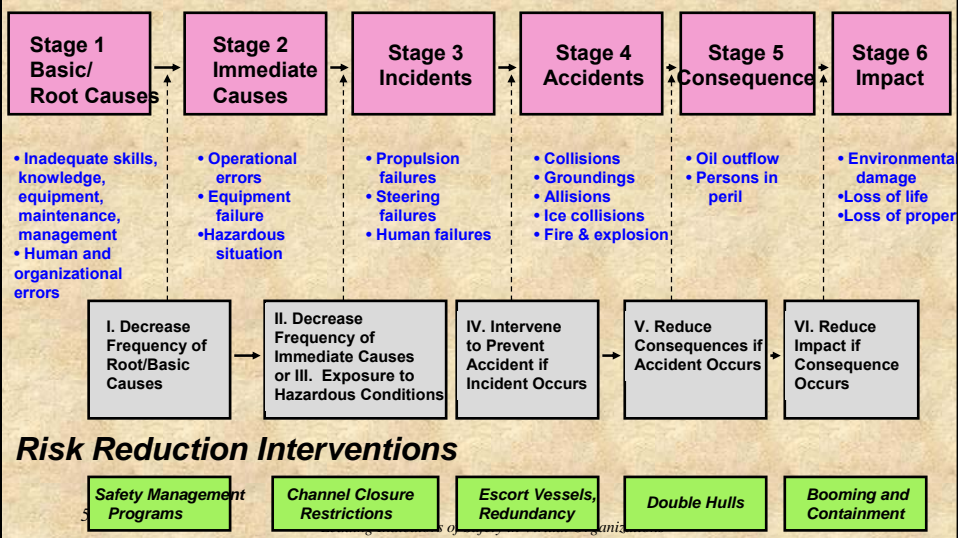 Stage 1
Basic/
Root Causes
Stage 2
Immediate
Causes
Stage 3
Incidents
Stage 4
Accidents
Stage 5
Consequence
Stage 6
Impact
• Inadequate skills,
knowledge,
equipment,
maintenance,
management
• Human and
organizational
errors
• Operational
errors
• Equipment
failure
•Hazardous
situation
• Propulsion
failures
• Steering
failures
• Human failures
• Collisions
• Groundings
• Allisions
• Ice collisions
• Fire & explosion
• Oil outflow
• Persons in
peril
• Environmental
damage
•Loss of life
•Loss of proper
I. Decrease
Frequency of
Root/Basic
Causes
II. Decrease
Frequency of
Immediate Causes
or III. Exposure to
Hazardous Conditions
IV. Intervene
to Prevent
Accident if
Incident Occurs
V. Reduce
Consequences if
Accident Occurs
VI. Reduce
Impact if
Consequence
Occurs
Risk Reduction Interventions
Safety Management
Programs
Channel Closure
Restrictions
Escort Vessels,
Redundancy
Double Hulls
Booming and
Containment
5